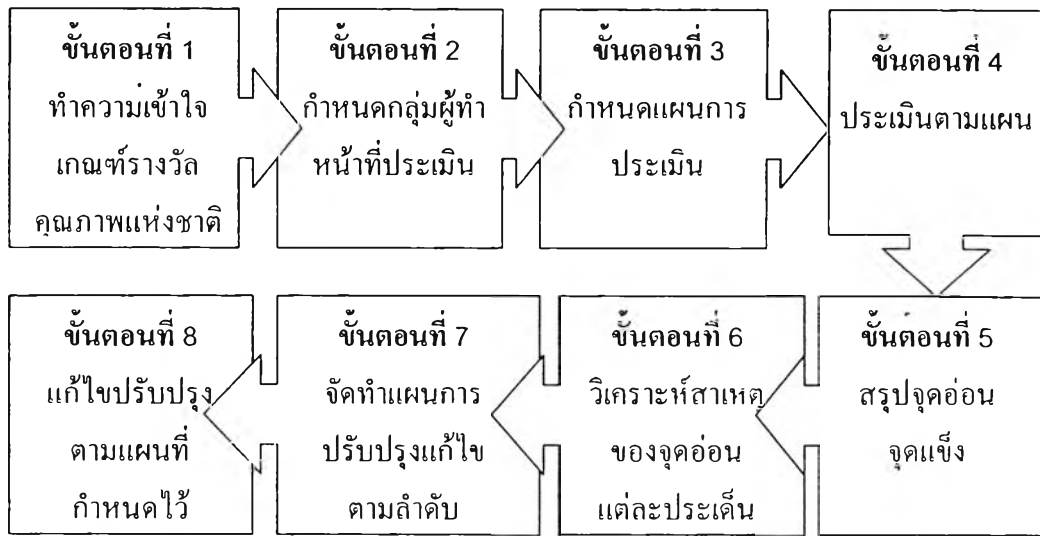 ขั้นตอนที่ 1
ทำความเข้าใจ
เกณฑ์รางวัล
คุณภาพแห่งชาติ
ขั้นตอนที่ 2
กำหนดกลุ่มผู้ทำ
หน้าที่ประเมิน
ขั้นตอนที่ 3
กำหนดแผนการ
ประเมิน
ขั้นตอนที่ 4
ประเมินตามแผน
ขั้นตอนที่ 5
สรุปจุดอ่อน
จุดแข็ง
ขั้นตอนที่ 6
วิเคราะห์สาเหตุ
ของจุดอ่อน
แต่ละประเด็น
ขั้นตอนที่ 7
จัดทำแผนการ
ปรับปรุงแก้ไข
ตามลำดับ
ขั้นตอนที่ 8
แก้ไขปรับปรุง
ตามแผนที่
กำหนดไว้